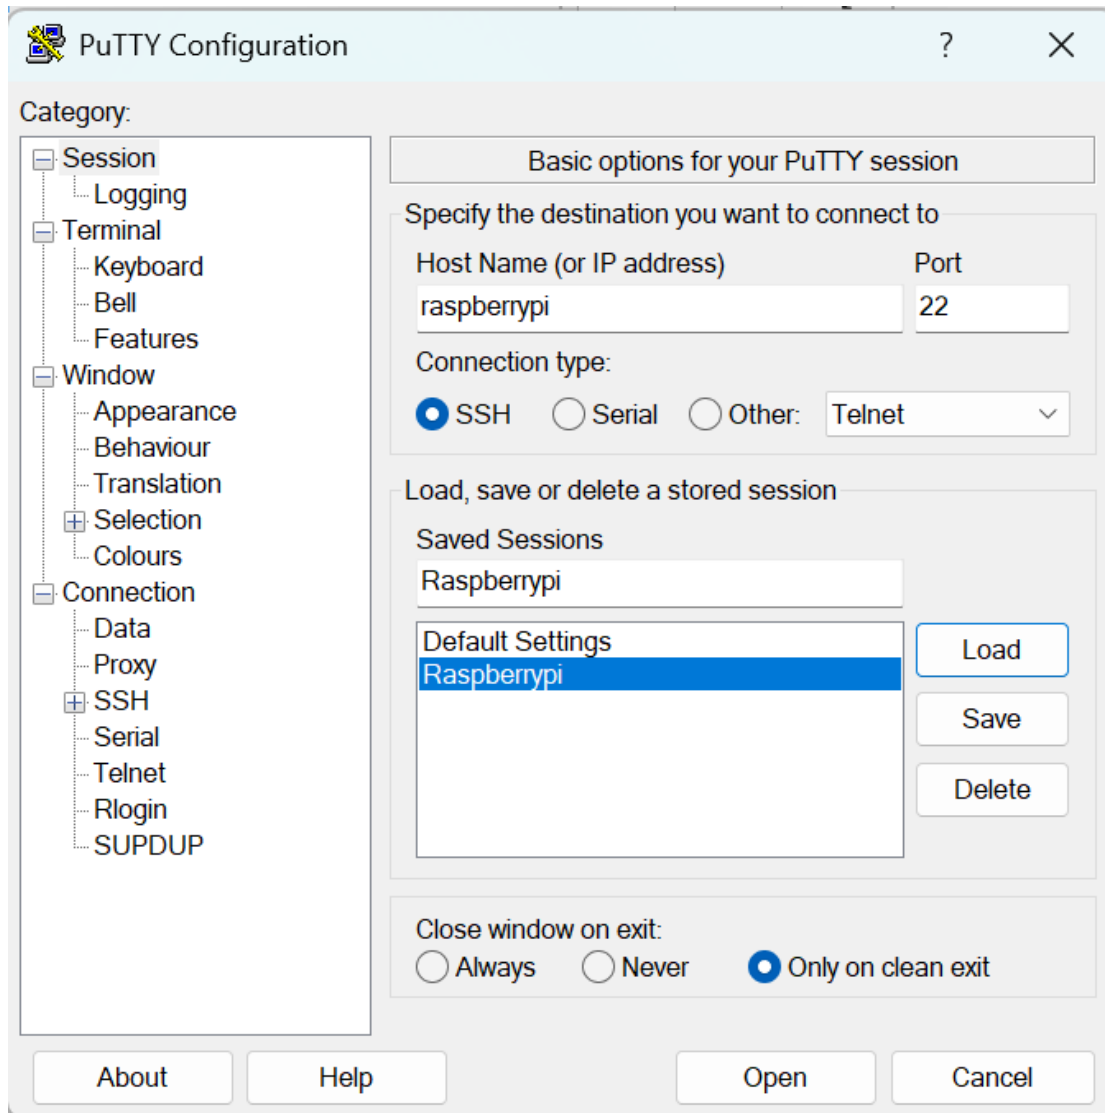 PuTTY Configuration ?
Category:
Session
Logging
Terminal
Keyboard
Bell
Features
Window
Appearance
Behaviour
Translation
Selection
Colours
Connection
Data
Proxy
SSH
Serial
Telnet
Rlogin
SUPDUP
Basic options for your PuTTY session
Specify the destination you want to connect to
Host Name (or IP address) Port
raspberrypi 22
Connection type:
SSH Serial Other: Telnet
Load, save or delete a stored session
Saved Sessions
Raspberrypi
Default Settings
Raspberrypi
Load
Save
Delete
Close window on exit:
Always Never Only on clean exit
About Help Open Cancel